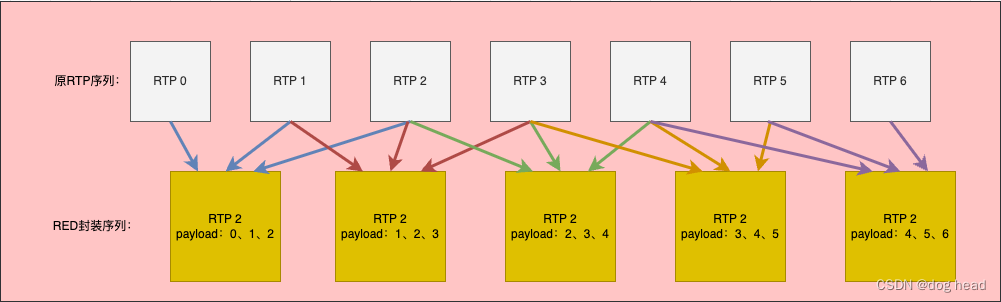 原RTP序列：
RTP 0
RTP 1
RTP 2
RTP 3
RTP 4
RTP 5
RTP 6
RED封装序列：
RTP 2
payload：0、1、2
RTP 2
payload：1、2、3
RTP 2
payload：2、3、4
RTP 2
payload：3、4、5
RTP 2
payload：4、5、6
CSDN @dog head